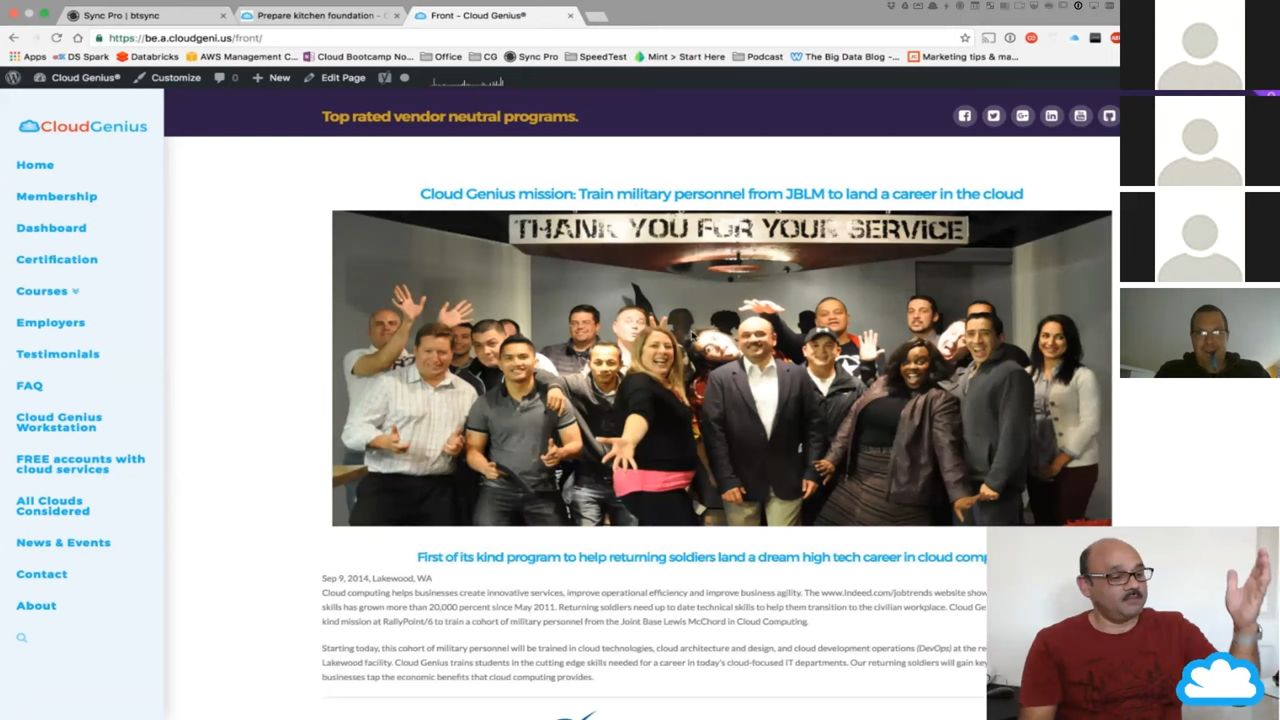 Sync Pro | btsync
Prepare kitchen foundation -
Front - Cloud Genius®
https://be.a.cloudgeni.us/front/
Apps
DS Spark
Databricks
AWS Management C...
Cloud Bootcamp No...
Office
CG
Sync Pro
SpeedTest
Mint > Start Here
Podcast
The Big Data Blog -...
Marketing tips & ma...
Cloud Genius®
Customize
0
New
Edit Page
CloudGenius
Top rated vendor neutral programs.
Home
Membership
Dashboard
Certification
Courses
Employers
Testimonials
FAQ
Cloud Genius
Workstation
FREE accounts with
cloud services
All Clouds
Considered
News & Events
Contact
About
Cloud Genius mission: Train military personnel from JBLM to land a career in the cloud
THANK YOU FOR YOUR SERVICE
First of its kind program to help returning soldiers land a dream high tech career in cloud comp
Sep 9, 2014, Lakewood, WA
Cloud computing helps businesses create innovative services, improve operational efficiency and improve business agility. The www.Indeed.com/jobtrends website show
skills has grown more than 20,000 percent since May 2011. Returning soldiers need up to date technical skills to help them transition to the civilian workplace. Cloud Ge
kind mission at RallyPoint/6 to train a cohort of military personnel from the Joint Base Lewis McChord in Cloud Computing.
Starting today, this cohort of military personnel will be trained in cloud technologies, cloud architecture and design, and cloud development operations (DevOps) at the re
Lakewood facility. Cloud Genius trains students in the cutting edge skills needed for a career in today's cloud-focused IT departments. Our returning soldiers will gain key
businesses tap the economic benefits that cloud computing provides.